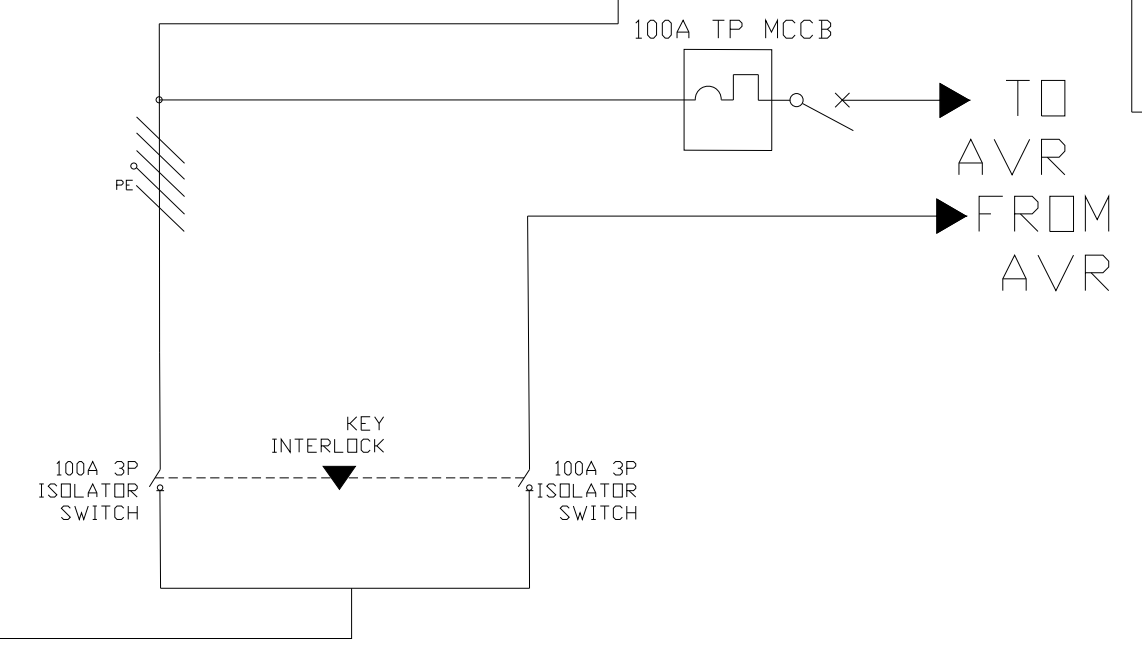 100A TP MCCB
TO
AVR
PE
FROM
AVR
KEY
INTERLOCK
100A 3P
ISOLATOR
SWITCH
100A 3P
ISOLATOR
SWITCH